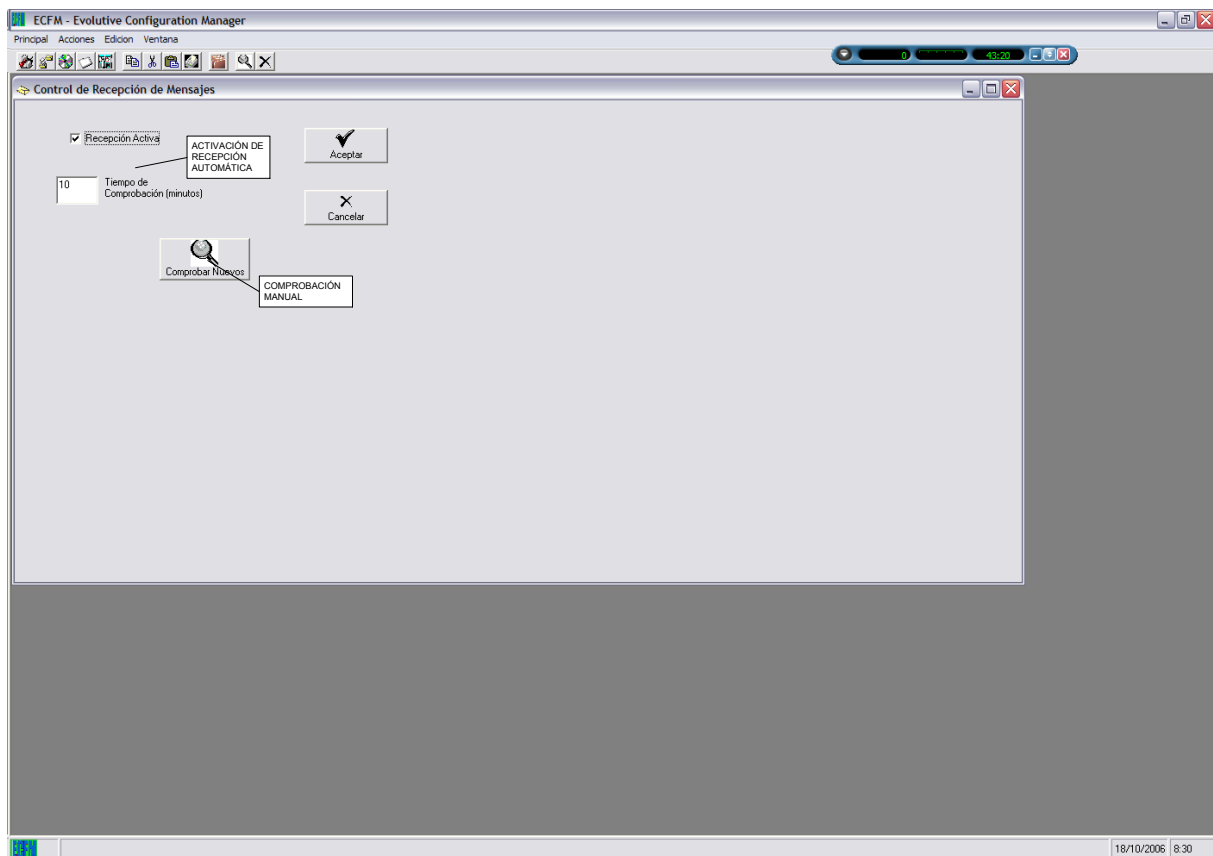 ECFM - Evolutive Configuration Manager
Principal Acciones Edicion Ventana
0
43:20
Control de Recepción de Mensajes
Recepción Activa
ACTIVACIÓN DE
RECEPCIÓN
AUTOMÁTICA
Aceptar
10
Tiempo de
Comprobación (minutos)
Cancelar
Comprobar Nuevos
COMPROBACIÓN
MANUAL
18/10/2006 8:30